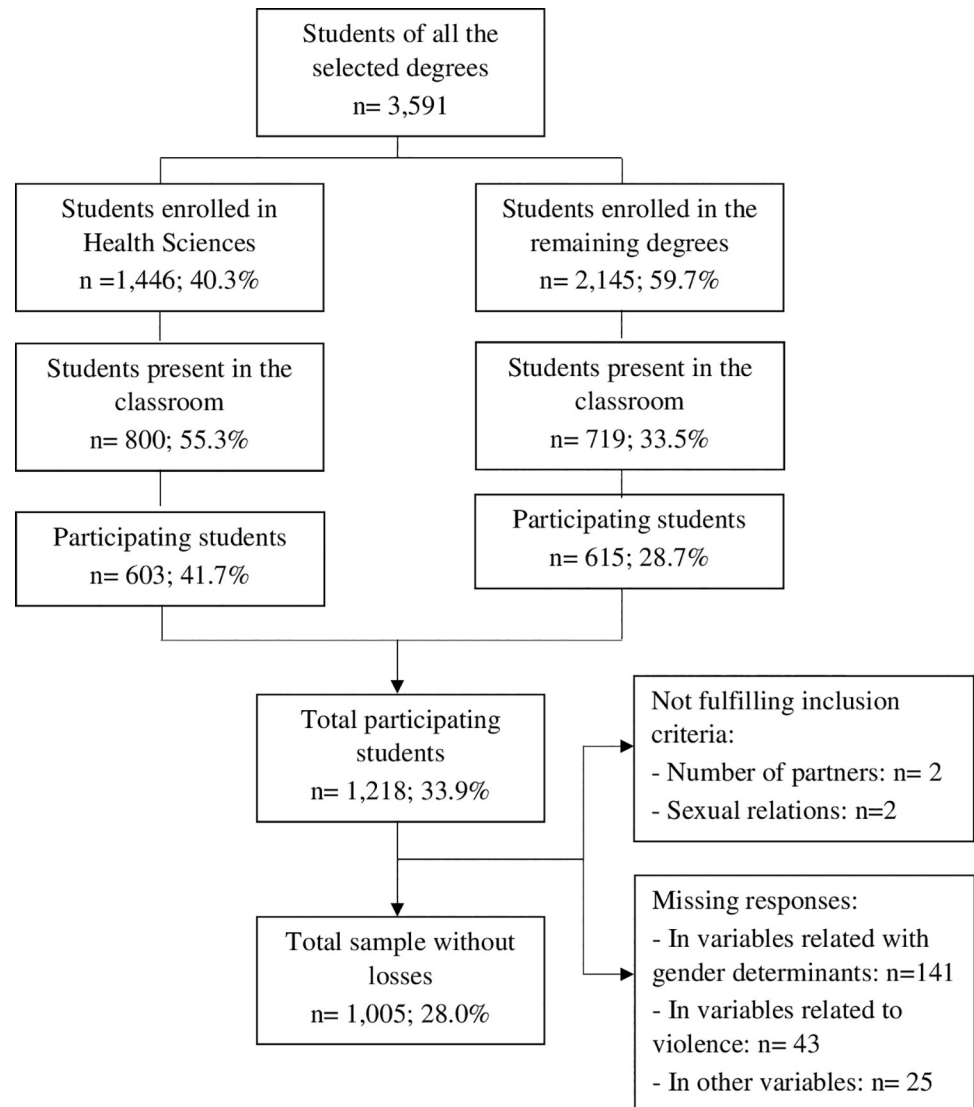 Students of all the
selected degrees
n= 3,591
Students enrolled in
Health Sciences
n =1,446; 40.3%
Students enrolled in the
remaining degrees
n= 2,145; 59.7%
Students present in the
classroom
n= 800; 55.3%
Students present in the
classroom
n= 719; 33.5%
Participating students
n= 603; 41.7%
Participating students
n= 615; 28.7%
Total participating
students
n= 1,218; 33.9%
Not fulfilling inclusion
criteria:
- Number of partners: n= 2
- Sexual relations: n=2
Total sample without
losses
n= 1,005; 28.0%
Missing responses:
- In variables related with
gender determinants: n=141
- In variables related to
violence: n= 43
- In other variables: n= 25